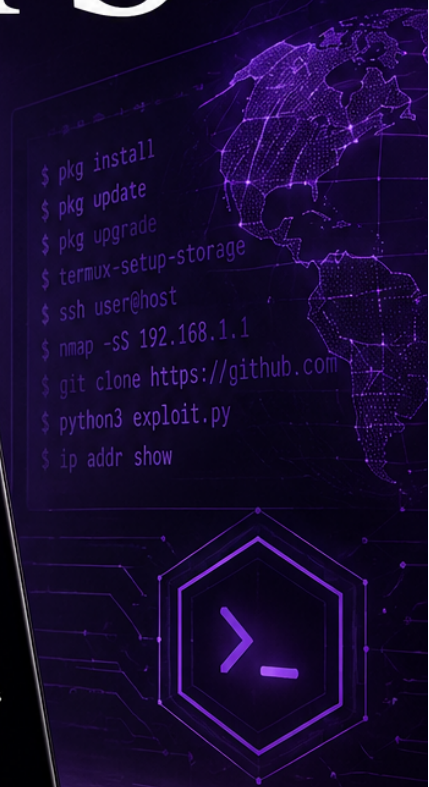 $ pkg install
$ pkg update
$ pkg upgrade
$ termux-setup-storage
$ ssh user@host
$ nmap -sS 192.168.1.1
$ git clone https://github.com
$ python3 exploit.py
$ ip addr show
>_